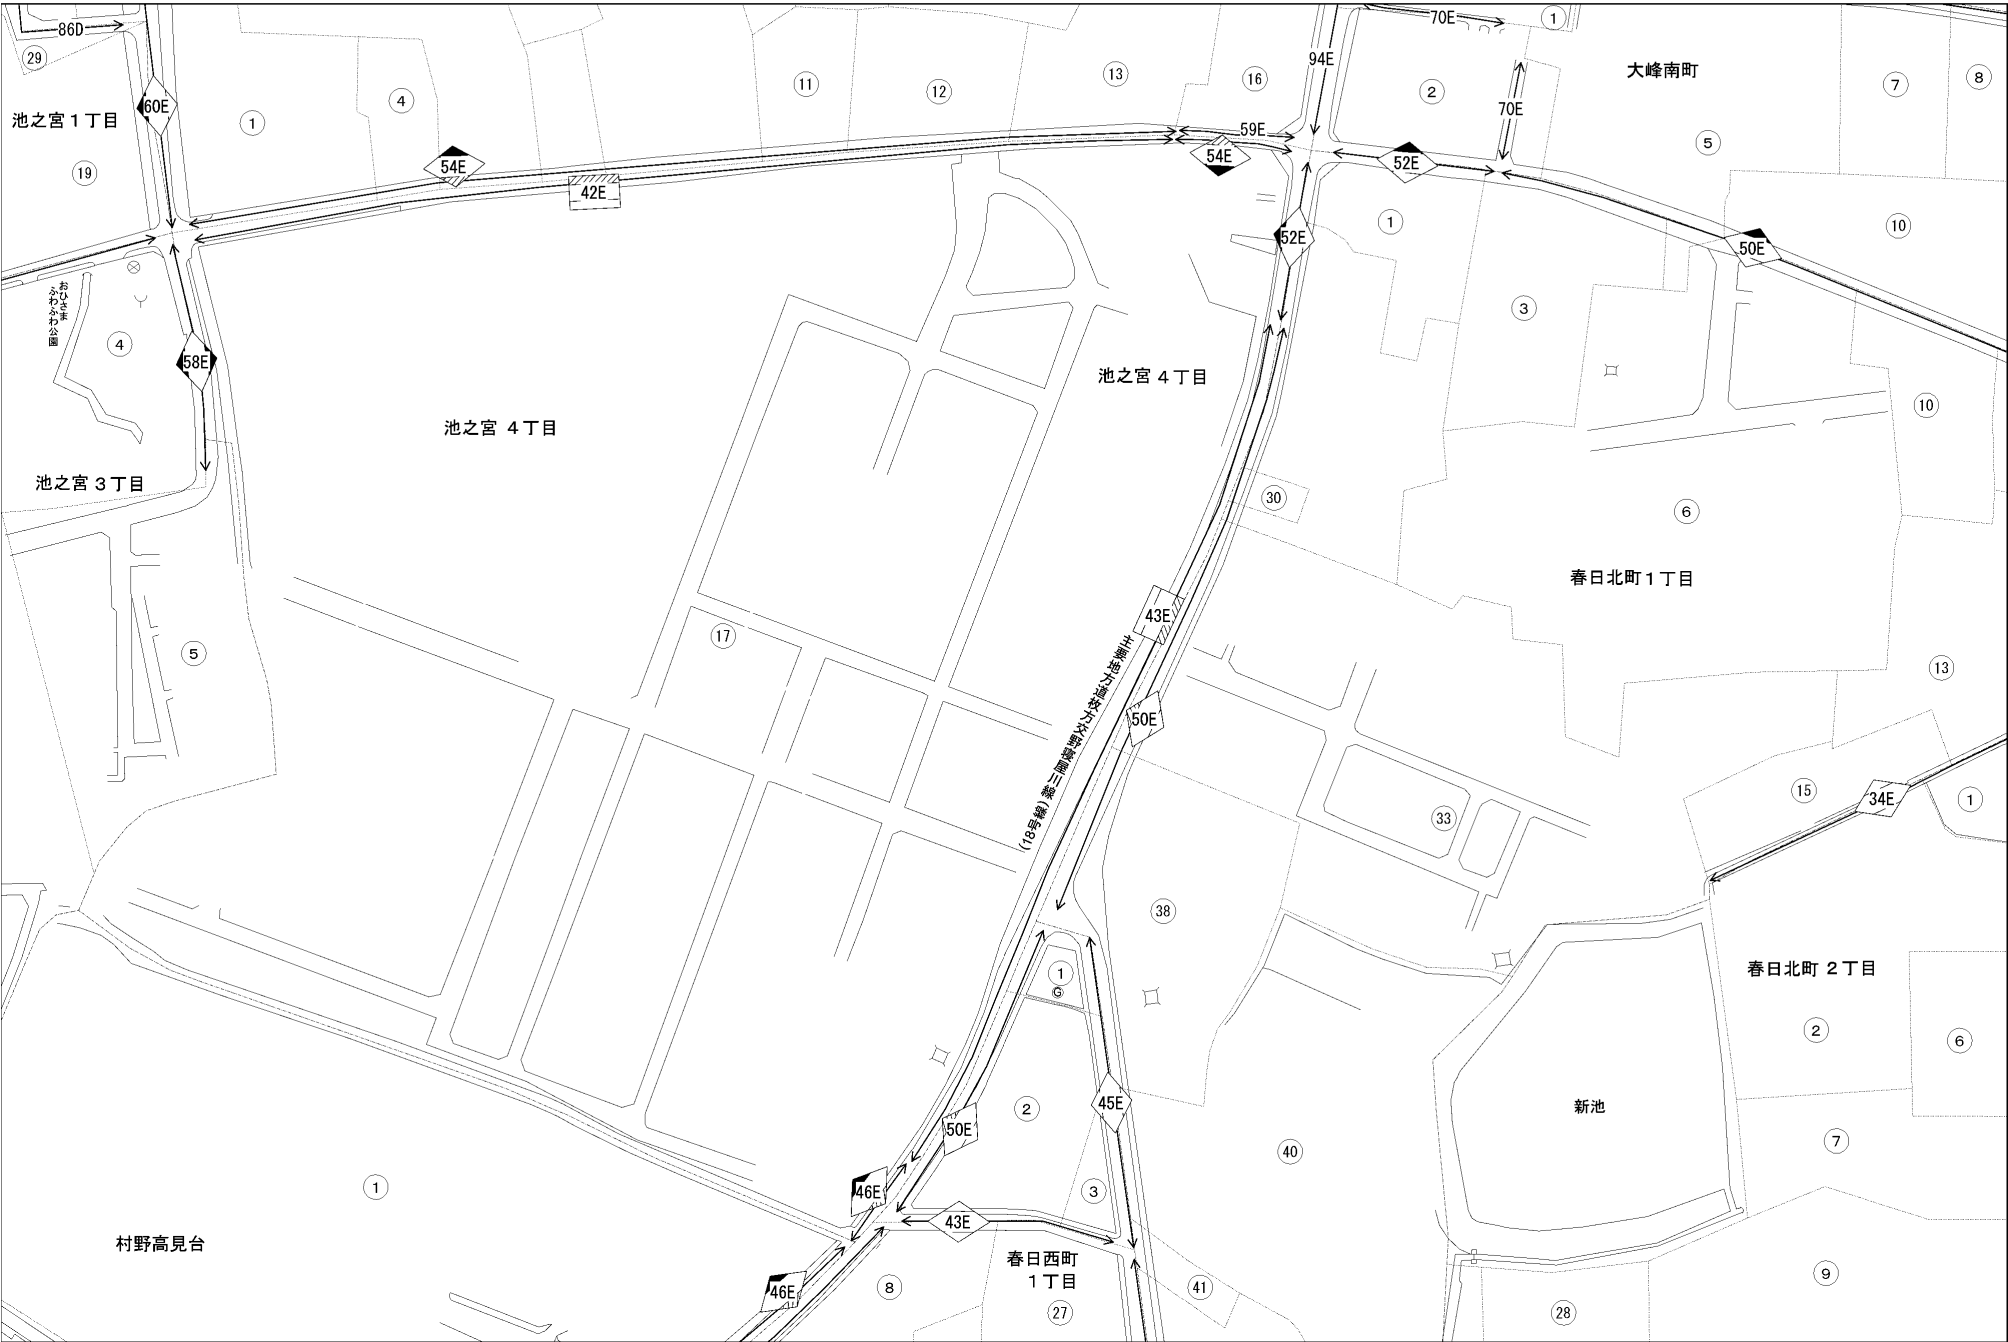 86D
70E
①
㉙
94E
大峰南町
⑬
⑯
⑦
⑧
⑪
②
④
⑫
60E
70E
池之宮1丁目
①
59E
⑤
54E
54E
52E
⑲
42E
①
⑩
52E
50E
おひさま
ふわふわ公園
③
④
58E
池之宮 4丁目
⑩
池之宮 4丁目
池之宮 3丁目
㉚
⑥
春日北町1丁目
43E
⑰
主要地方道枚方交野寝屋川線
(18号線)
⑤
⑬
50E
⑮
34E
①
㉝
㊳
春日北町 2丁目
①
G
②
⑥
45E
②
新池
50E
⑦
㊵
①
46E
③
43E
村野高見台
春日西町
1丁目
⑨
46E
⑧
㊶
㉗
㉘